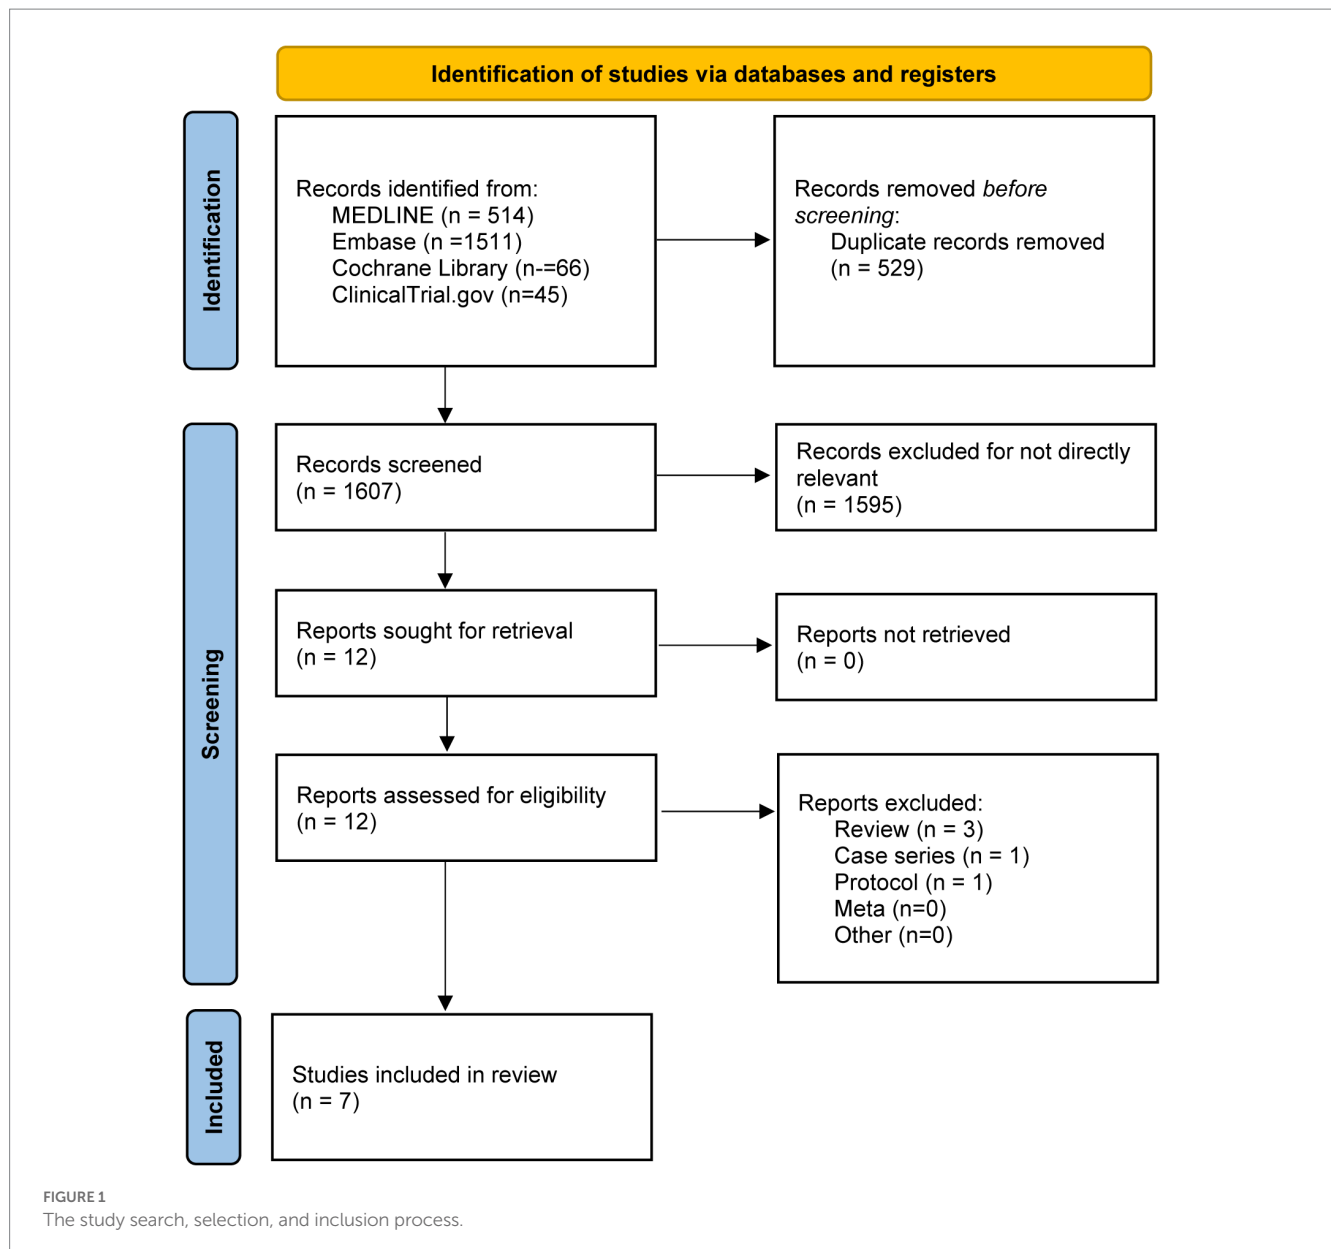 Identification of studies via databases and registers
Identification
Records identified from:
MEDLINE (n = 514)
Embase (n =1511)
Cochrane Library (n-=66)
ClinicalTrial.gov (n=45)
Records removed before
screening:
Duplicate records removed
(n = 529)
Screening
Records screened
(n = 1607)
Records excluded for not directly
relevant
(n = 1595)
Reports sought for retrieval
(n = 12)
Reports not retrieved
(n = 0)
Reports assessed for eligibility
(n = 12)
Reports excluded:
Review (n = 3)
Case series (n = 1)
Protocol (n = 1)
Meta (n=0)
Other (n=0)
Included
Studies included in review
(n = 7)
FIGURE 1
The study search, selection, and inclusion process.